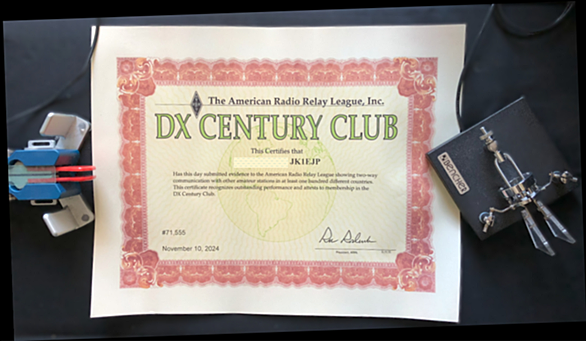 The American Radio Relay League, Inc.
DX CENTURY CLUB
This Certifies that
JK1EJP
Has this day submitted evidence to the American Radio Relay League showing two-way
communication with other amateur stations in at least one hundred different countries.
This certificate recognizes outstanding performance and attests to membership in the
DX Century Club.
#71,555
November 10, 2024